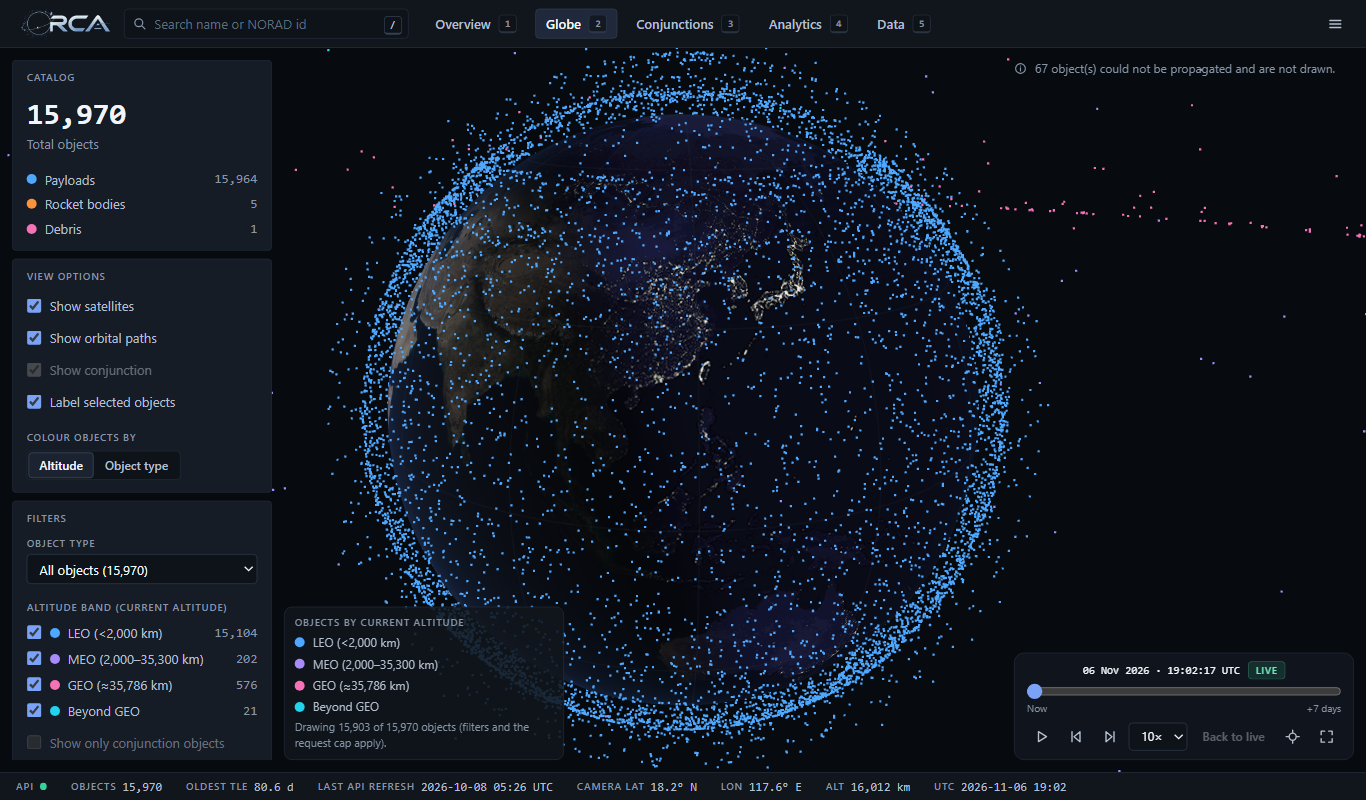 ORCA
Search name or NORAD id /
Overview 1
Globe 2
Conjunctions 3
Analytics 4
Data 5
CATALOG
15,970
Total objects
Payloads 15,964
Rocket bodies 5
Debris 1
VIEW OPTIONS
Show satellites
Show orbital paths
Show conjunction
Label selected objects
COLOUR OBJECTS BY
Altitude Object type
FILTERS
OBJECT TYPE
All objects (15,970)
ALTITUDE BAND (CURRENT ALTITUDE)
LEO (<2,000 km) 15,104
MEO (2,000–35,300 km) 202
GEO (≈35,786 km) 576
Beyond GEO 21
Show only conjunction objects
67 object(s) could not be propagated and are not drawn.
OBJECTS BY CURRENT ALTITUDE
LEO (<2,000 km)
MEO (2,000–35,300 km)
GEO (≈35,786 km)
Beyond GEO
Drawing 15,903 of 15,970 objects (filters and the
request cap apply).
06 Nov 2026 · 19:02:17 UTC LIVE
Now +7 days
10× Back to live
API OBJECTS 15,970 OLDEST TLE 80.6 d LAST API REFRESH 2026-10-08 05:26 UTC CAMERA LAT 18.2° N LON 117.6° E ALT 16,012 km UTC 2026-11-06 19:02